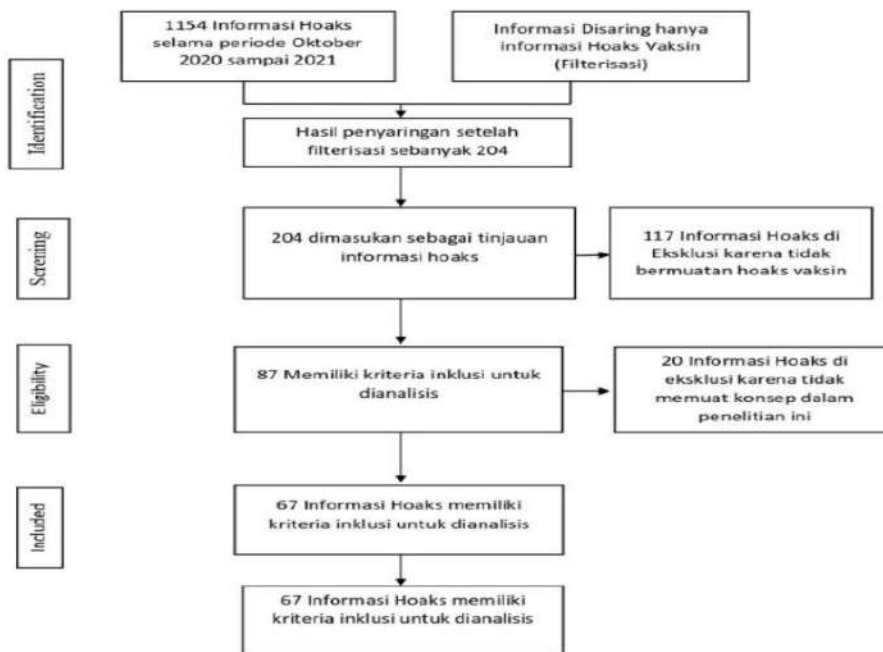 1154 Informasi Hoaks
selama periode Oktober
2020 sampai 2021
Informasi Disaring hanya
informasi Hoaks Vaksin
(Filterisasi)
Identification
Hasil penyaringan setelah
filterisasi sebanyak 204
Screening
204 dimasukan sebagai tinjauan
informasi hoaks
117 Informasi Hoaks di
Eksklusi karena tidak
bermuatan hoaks vaksin
Eligibility
87 Memiliki kriteria inklusi untuk
dianalisis
20 Informasi Hoaks di
eksklusi karena tidak
memuat konsep dalam
penelitian ini
Included
67 Informasi Hoaks memiliki
kriteria inklusi untuk dianalisis
67 Informasi Hoaks memiliki
kriteria inklusi untuk dianalisis